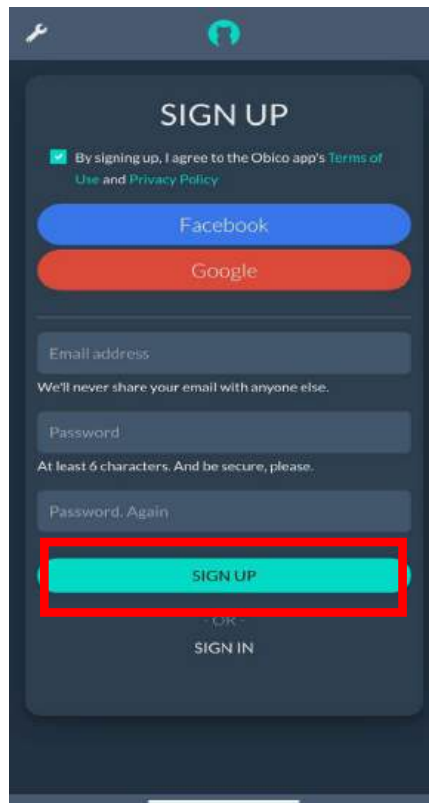 SIGN UP
By signing up, I agree to the Obico app's Terms of
Use and Privacy Policy
Facebook
Google
Email address
We'll never share your email with anyone else.
Password
At least 6 characters. And be secure, please.
Password. Again
SIGN UP
- OR -
SIGN IN